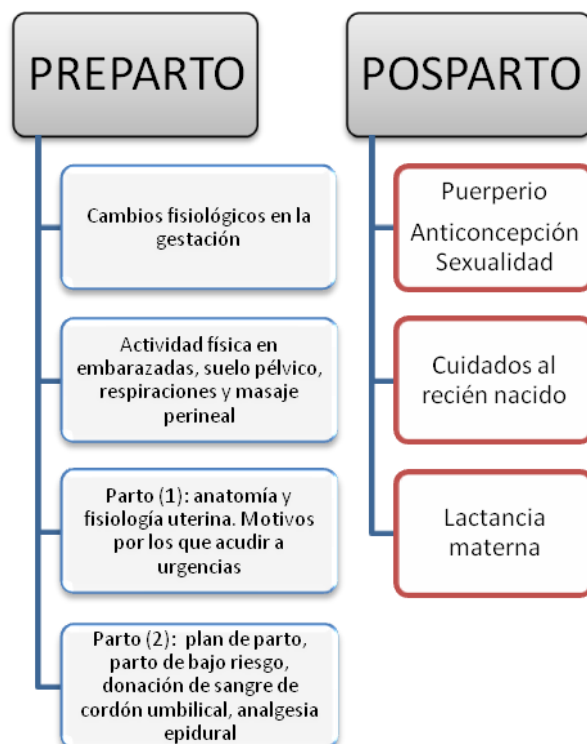 PREPARTO
Cambios fisiológicos en la
gestación
Actividad física en
embarazadas, suelo pélvico,
respiraciones y masaje
perineal
Parto (1): anatomía y
fisiología uterina. Motivos
por los que acudir a
urgencias
Parto (2): plan de parto,
parto de bajo riesgo,
donación de sangre de
cordón umbilical, analgesia
epidural
POSPARTO
Puerperio
Anticoncepción
Sexualidad
Cuidados al
recién nacido
Lactancia
materna